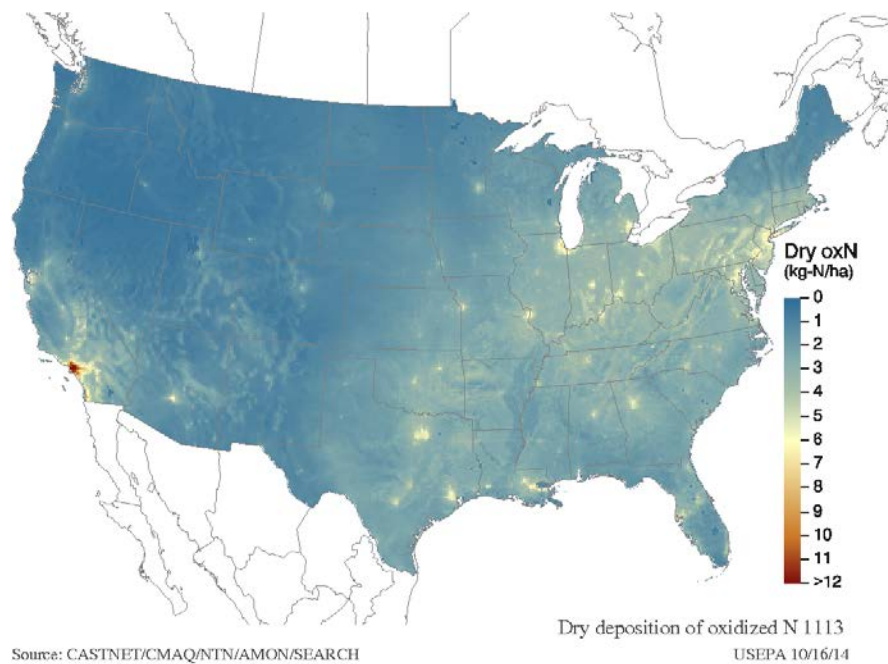 Dry oxN
(kg-N/ha)
0
1
2
3
4
5
6
7
8
9
10
11
>12
Dry deposition of oxidized N 1113
Source: CASTNET/CMAQ/NTN/AMON/SEARCH
USEPA 10/16/14